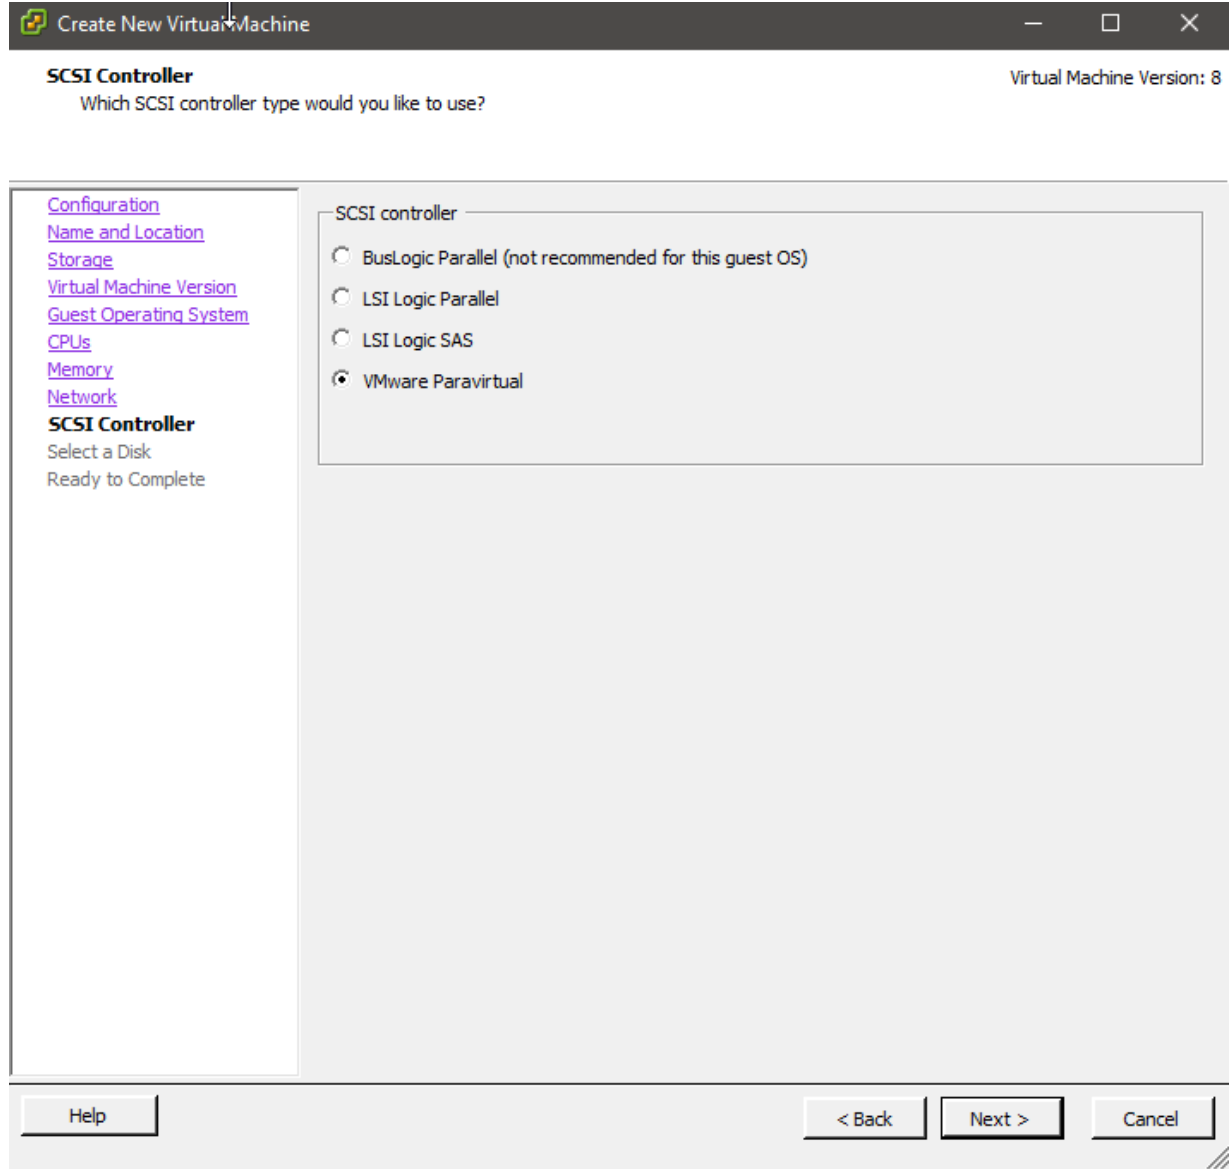 Create New Virtual Machine
SCSI Controller
Which SCSI controller type would you like to use?
Virtual Machine Version: 8
Configuration
Name and Location
Storage
Virtual Machine Version
Guest Operating System
CPUs
Memory
Network
SCSI Controller
Select a Disk
Ready to Complete
SCSI controller
BusLogic Parallel (not recommended for this guest OS)
LSI Logic Parallel
LSI Logic SAS
VMware Paravirtual
Help
< Back
Next >
Cancel